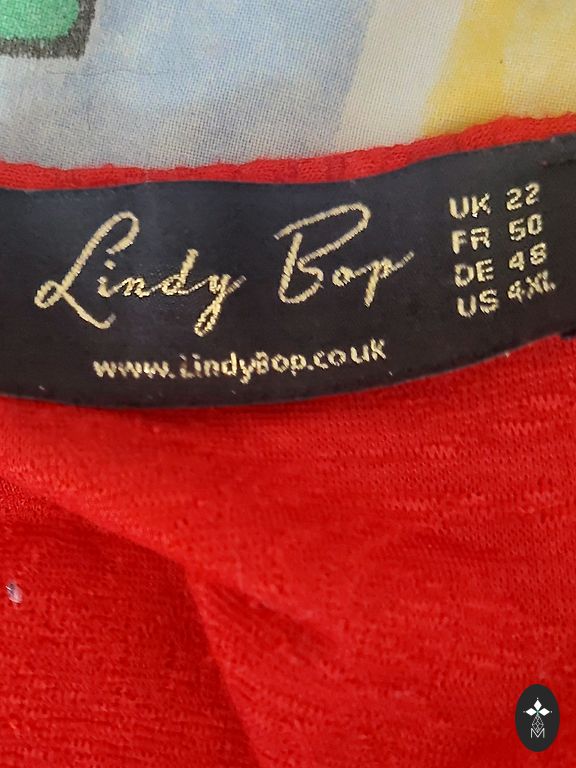 Lindy Bop
www.LindyBop.co.uk
UK 22
FR 50
DE 48
US 4XL
M